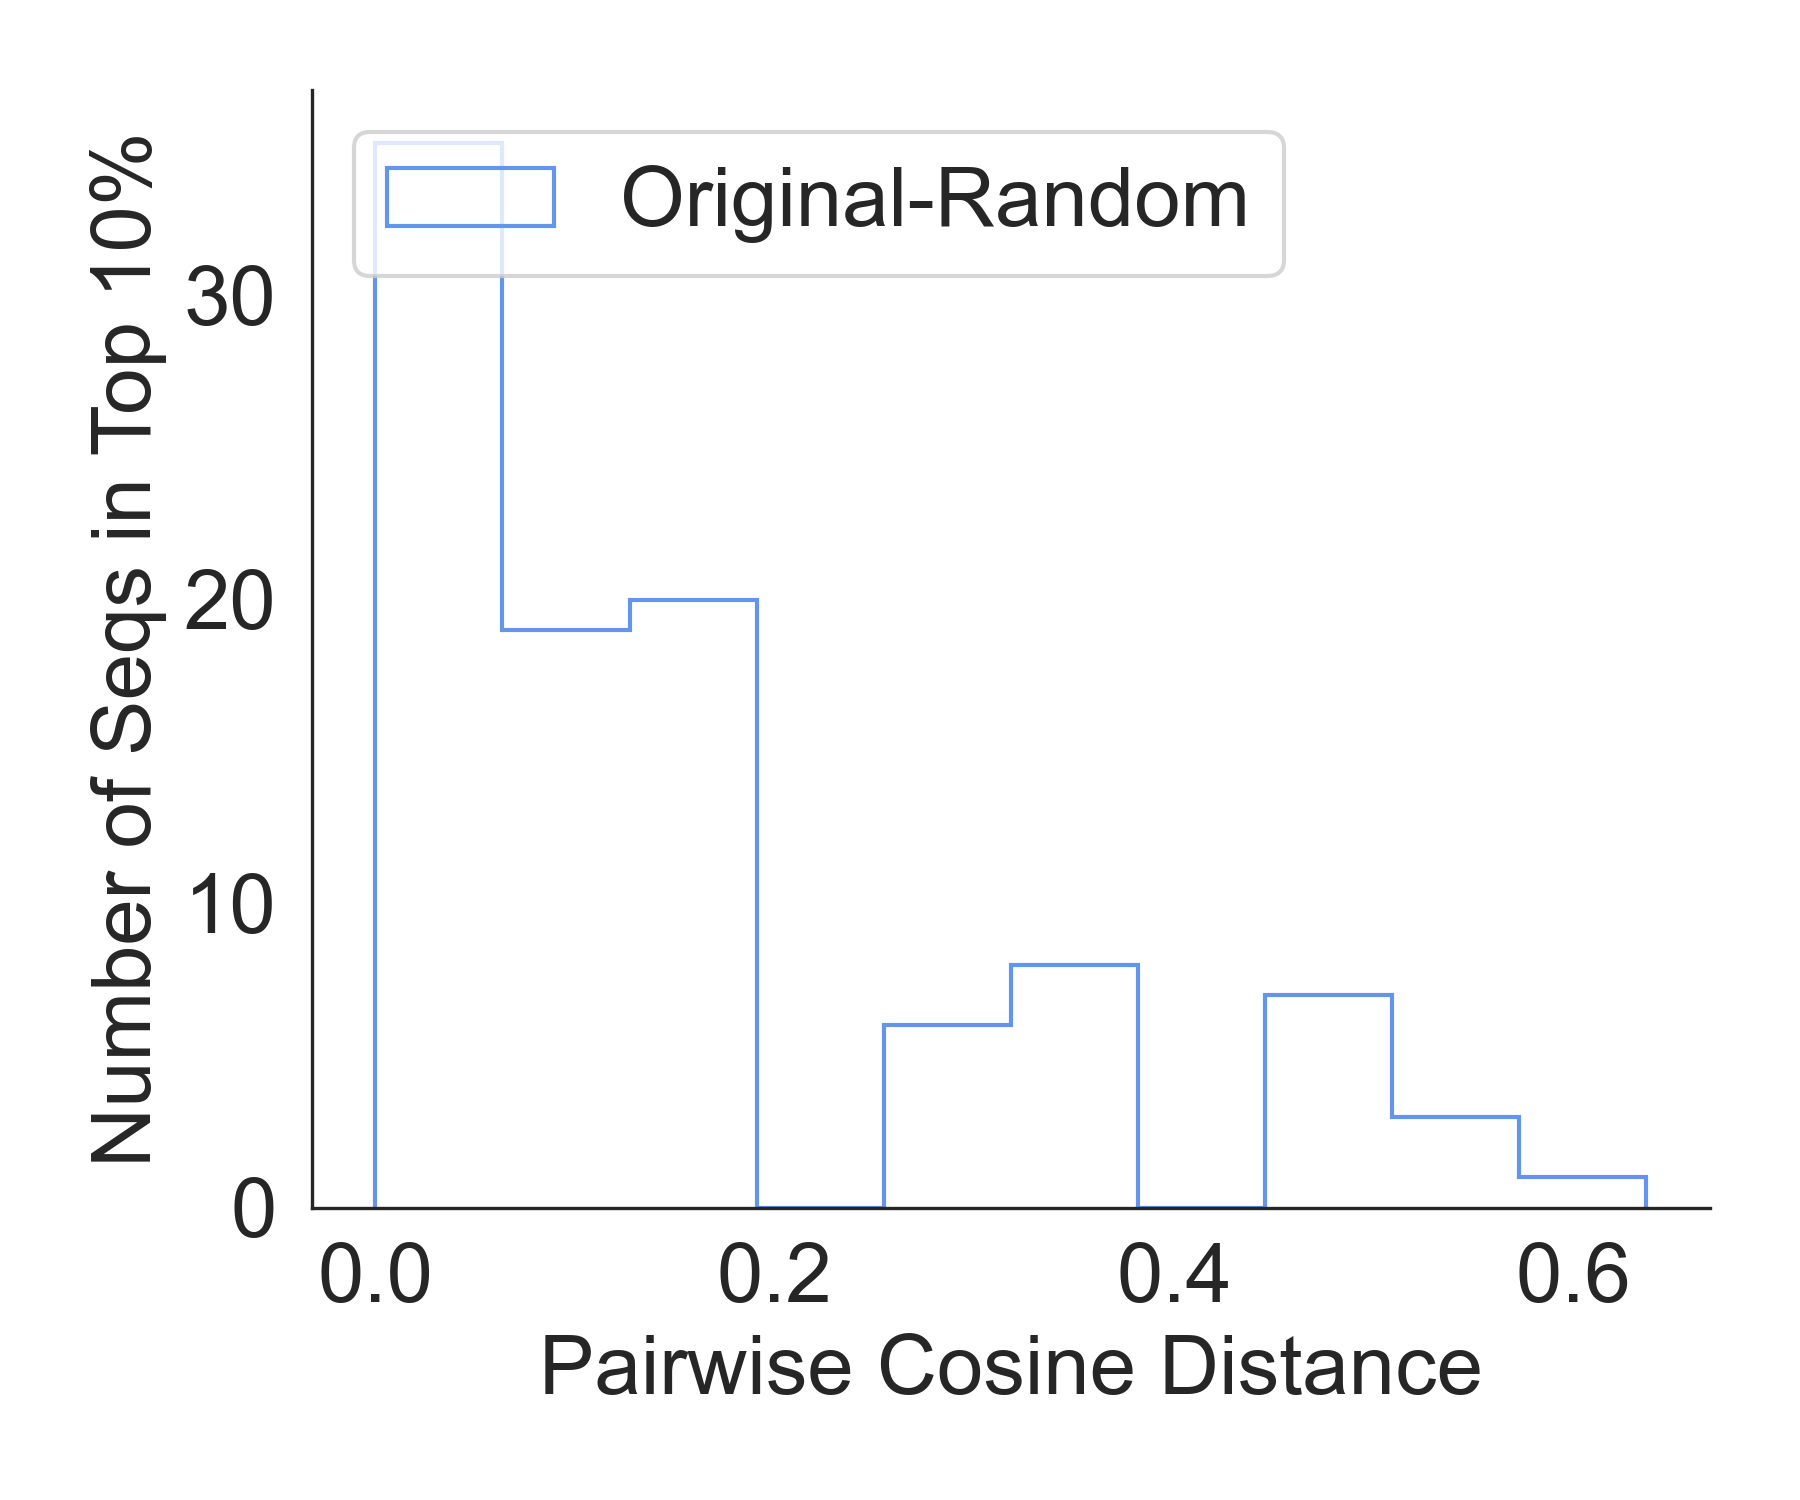 Number of Seqs in Top 10%
Original-Random
30
20
10
0
0.0 0.2 0.4 0.6
Pairwise Cosine Distance